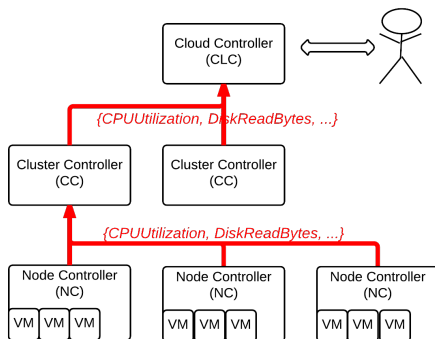 Cloud Controller
(CLC)
{CPUUtilization, DiskReadBytes, ...}
Cluster Controller
(CC)
Cluster Controller
(CC)
{CPUUtilization, DiskReadBytes, ...}
Node Controller
(NC)
VM VM VM
Node Controller
(NC)
VM VM VM
Node Controller
(NC)
VM VM VM